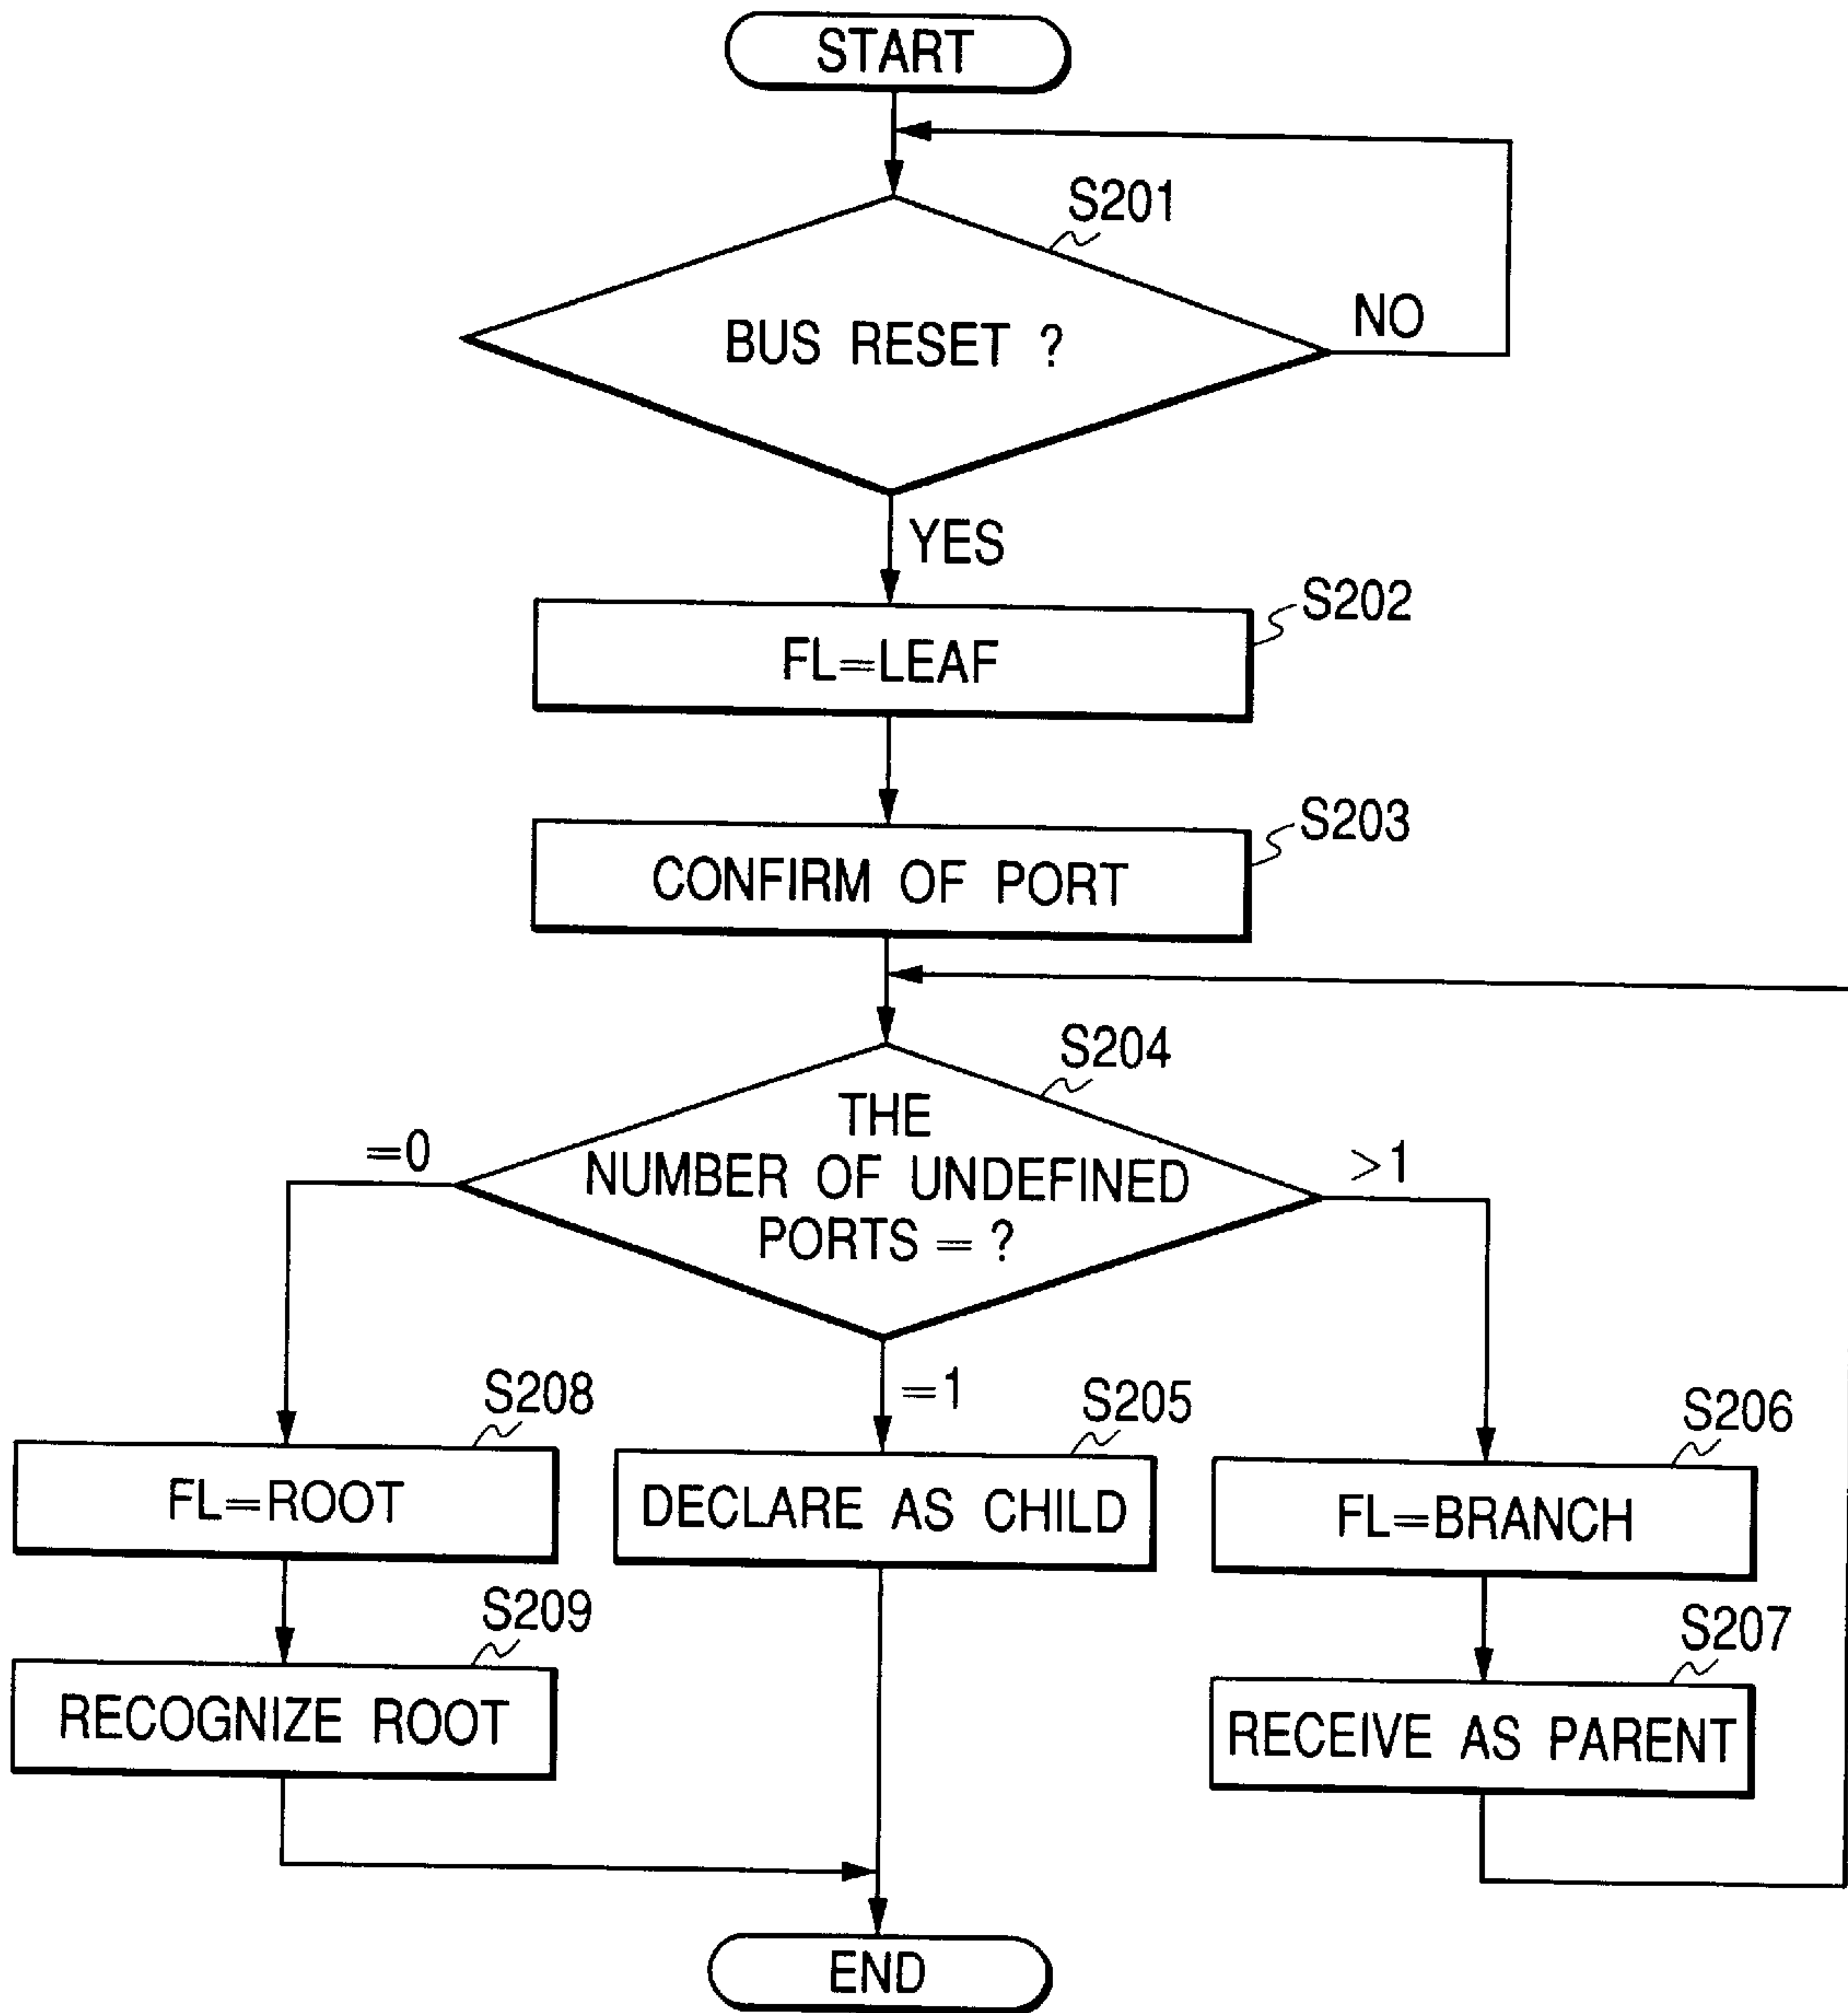 START
S201
BUS RESET ?
NO
YES
S202
FL=LEAF
S203
CONFIRM OF PORT
S204
THE
NUMBER OF UNDEFINED
PORTS = ?
=0
>1
=1
S208
FL=ROOT
S205
DECLARE AS CHILD
S206
FL=BRANCH
S209
RECOGNIZE ROOT
S207
RECEIVE AS PARENT
END